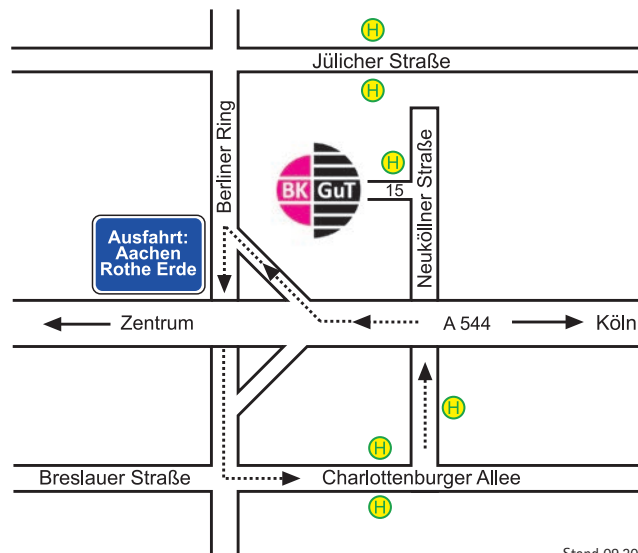 H
Jülicher Straße
H
Berliner Ring
H
BK GuT
15
Neuköllner Straße
Ausfahrt:
Aachen
Rothe Erde
Zentrum
A 544
Köln
H
H
Breslauer Straße
Charlottenburger Allee
H